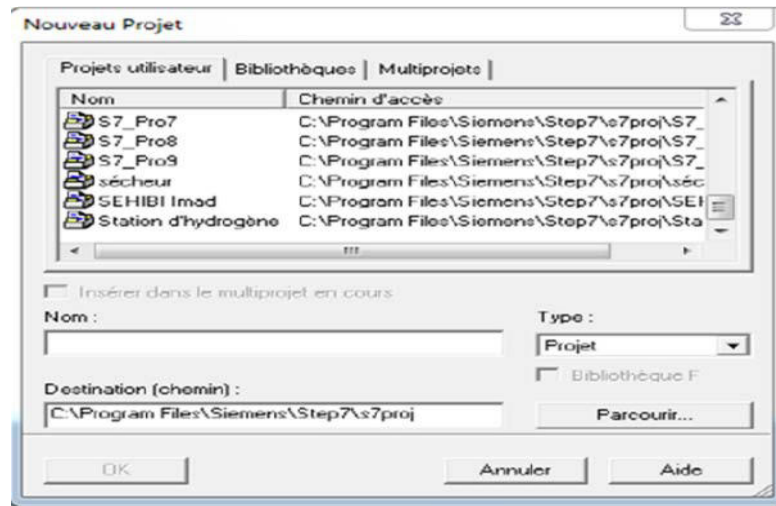 Nouveau Projet
Projets utilisateur Bibliothèques Multiprojets
Nom Chemin d'accès
S7_Pro7 C:\Program Files\Siemens\Step7\s7proj\S7_
S7_Pro8 C:\Program Files\Siemens\Step7\s7proj\S7_
S7_Pro9 C:\Program Files\Siemens\Step7\s7proj\S7_
sécheur C:\Program Files\Siemens\Step7\s7proj\séc
SEHIBI Imad C:\Program Files\Siemens\Step7\s7proj\SEH
Station d'hydrogène C:\Program Files\Siemens\Step7\s7proj\Sta
Insérer dans le multiprojet en cours
Nom : Type :
Projet
Bibliothèque F
Destination (chemin) :
C:\Program Files\Siemens\Step7\s7proj Parcourir...
OK Annuler Aide